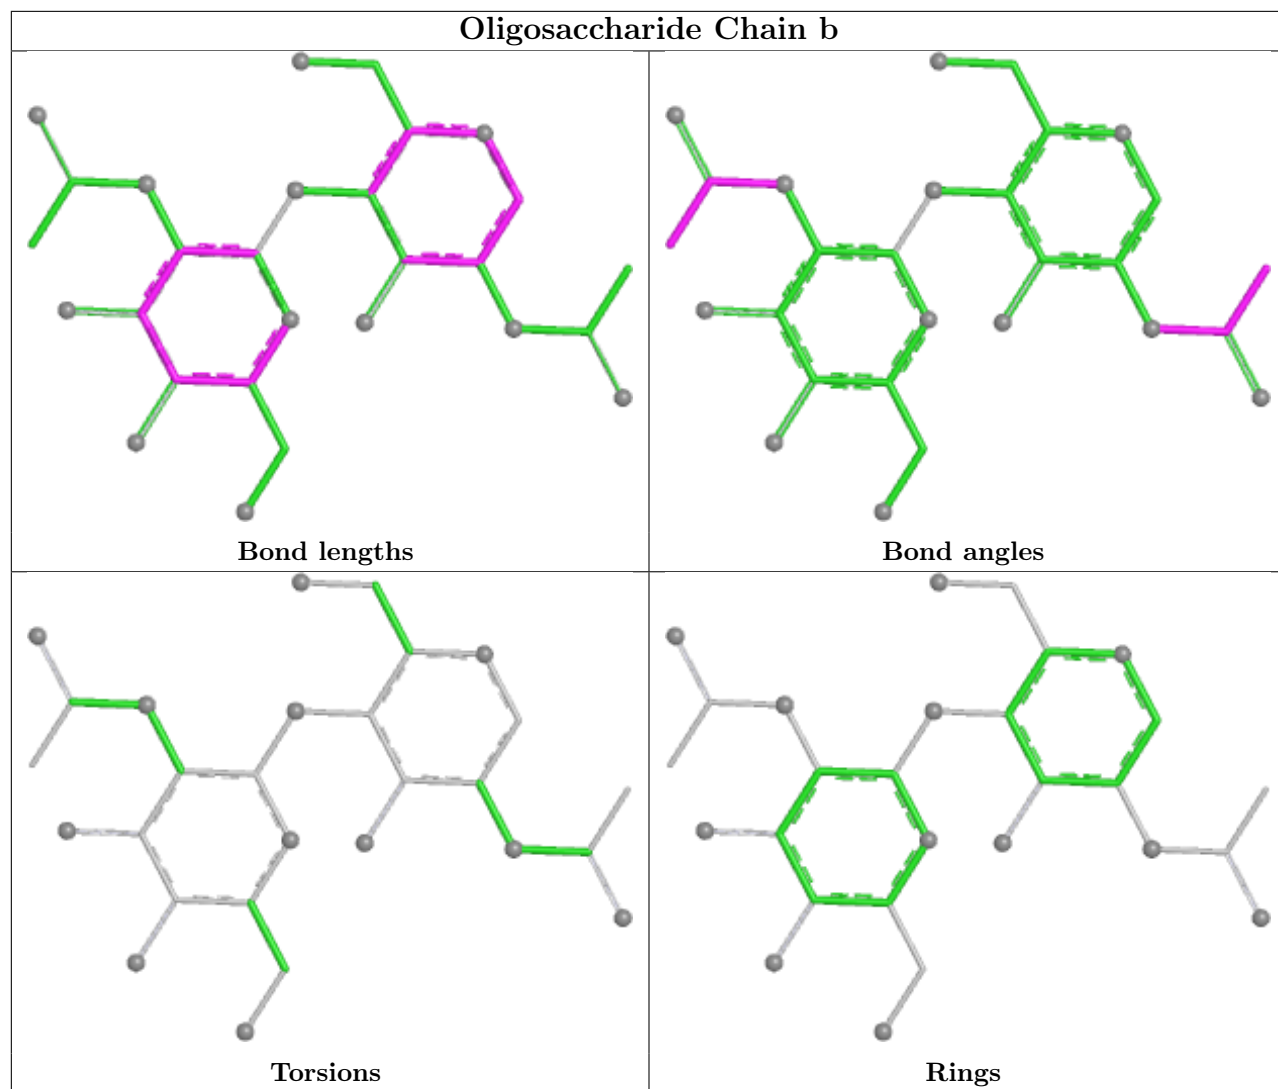 Oligosaccharide Chain b
Bond lengths
Bond angles
Torsions
Rings